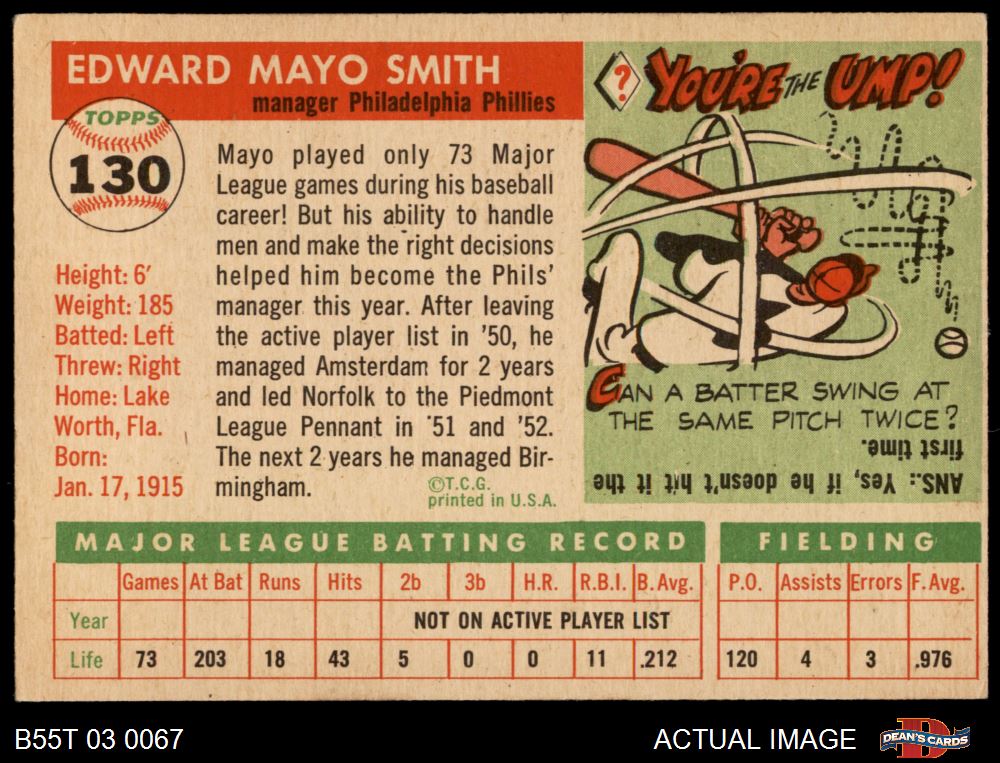 EDWARD MAYO SMITH
manager Philadelphia Phillies
TOPPS
130
Height: 6′
Weight: 185
Batted: Left
Threw: Right
Home: Lake
Worth, Fla.
Born:
Jan. 17, 1915
Mayo played only 73 Major
League games during his baseball
career! But his ability to handle
men and make the right decisions
helped him become the Phils’
manager this year. After leaving
the active player list in ’50, he
managed Amsterdam for 2 years
and led Norfolk to the Piedmont
League Pennant in ’51 and ’52.
The next 2 years he managed Bir-
mingham.
©T.C.G.
printed in U.S.A.
? YOU'RE THE UMP!
CAN A BATTER SWING AT
THE SAME PITCH TWICE?
ANS.: Yes, if he doesn't hit it the
first time.
MAJOR LEAGUE BATTING RECORD FIELDING
Games At Bat Runs Hits 2b 3b H.R. R.B.I. B.Avg. P.O. Assists Errors F.Avg.
Year NOT ON ACTIVE PLAYER LIST
Life 73 203 18 43 5 0 0 11 .212 120 4 3 .976
B55T 03 0067 ACTUAL IMAGE
D
DEAN'S CARDS